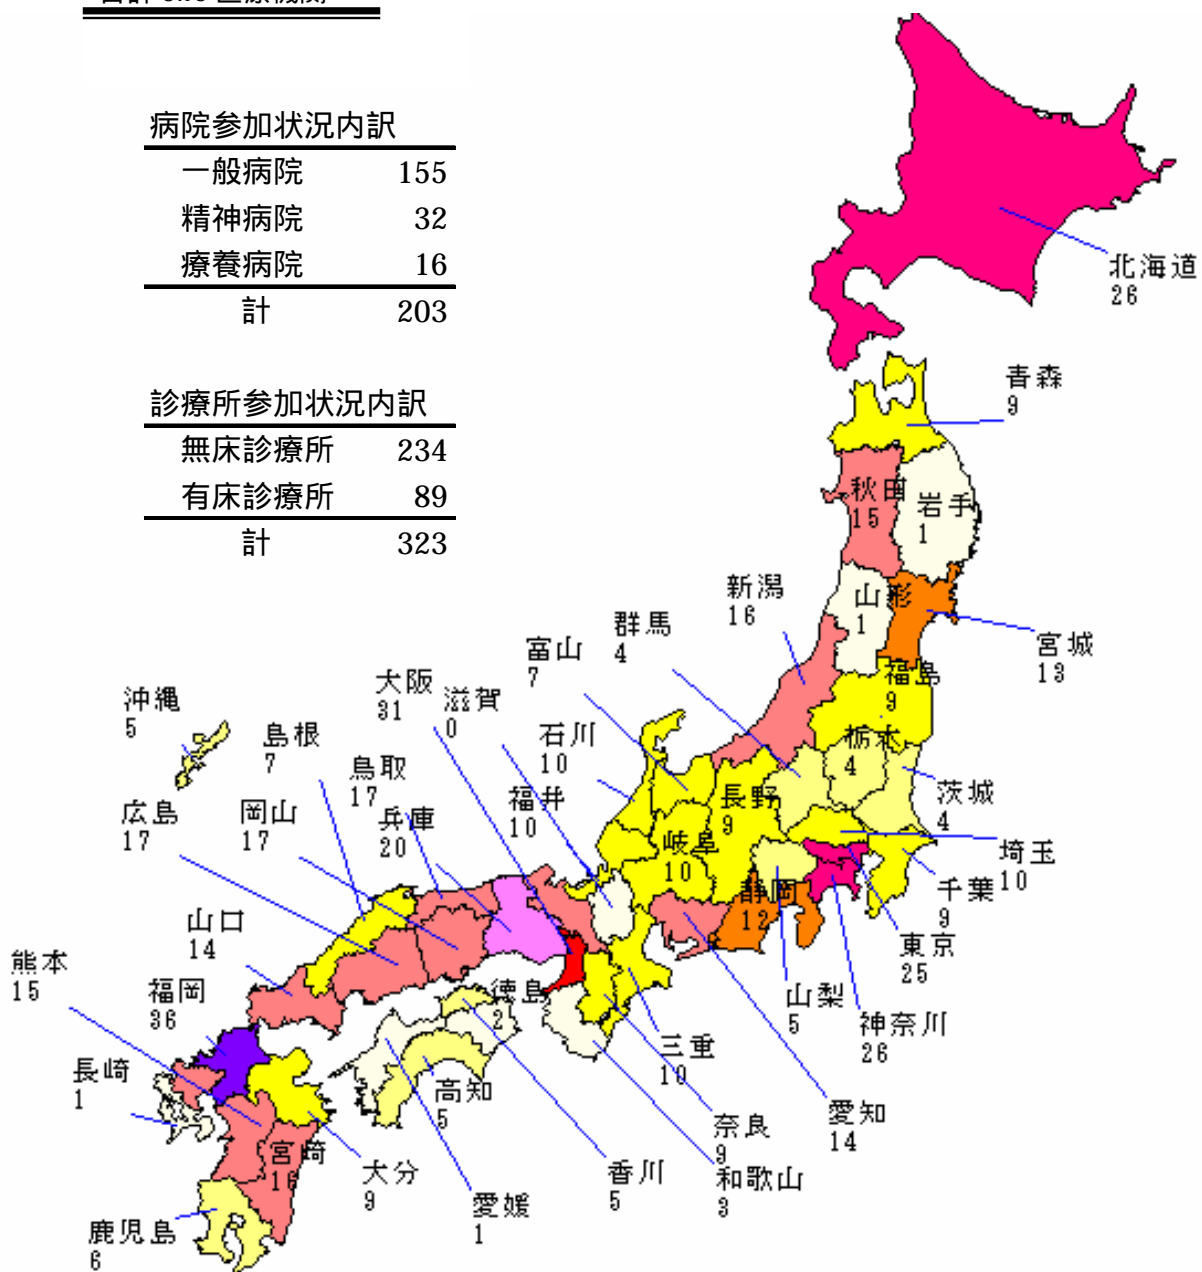 病院参加状況内訳
一般病院 155
精神病院 32
療養病院 16
計 203
診療所参加状況内訳
無床診療所 234
有床診療所 89
計 323
北海道
26
青森
9
秋田
15
岩手
1
山形
1
宮城
13
新潟
16
群馬
4
富山
7
福島
9
大阪
31
滋賀
0
石川
10
栃木
4
茨城
4
沖縄
5
島根
7
鳥取
17
福井
10
長野
9
広島
17
岡山
17
兵庫
20
岐阜
10
埼玉
10
千葉
9
静岡
12
東京
25
山口
14
熊本
15
福岡
36
徳島
2
山梨
5
神奈川
26
三重
10
長崎
1
高知
5
愛知
14
奈良
9
宮崎
16
大分
9
香川
5
和歌山
3
愛媛
1
鹿児島
6